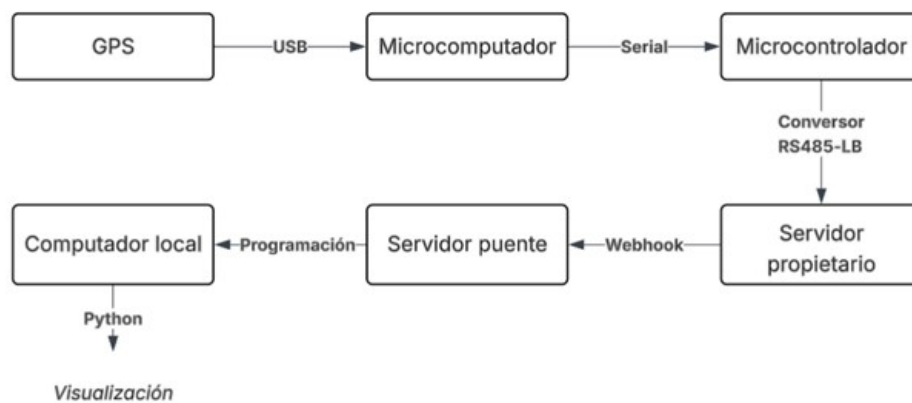 GPS
USB
Microcomputador
Serial
Microcontrolador
Conversor
RS485-LB
Servidor
propietario
Webhook
Servidor puente
Programación
Computador local
Python
Visualización